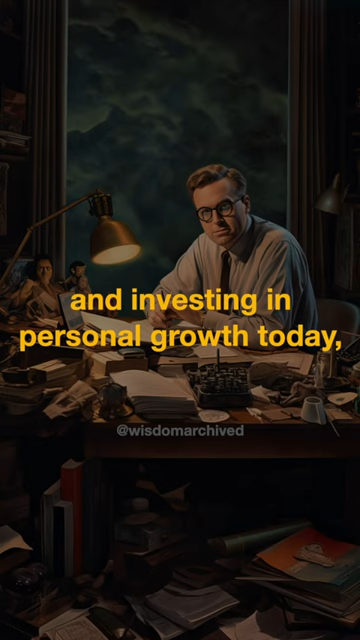 and investing in
personal growth today,
@wisdomarchived